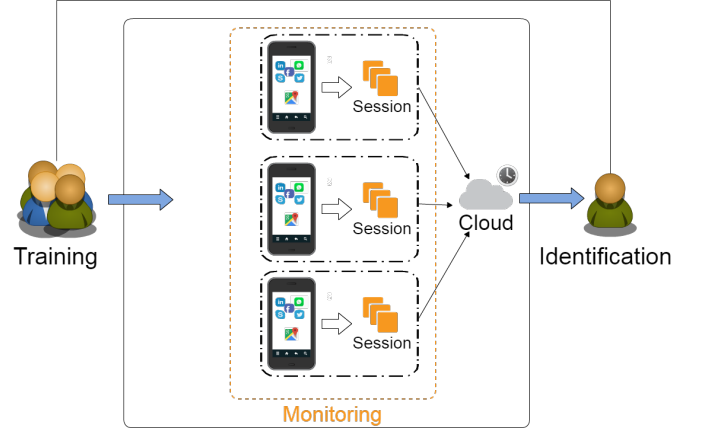 Session
Session
Session
Training
Cloud
Identification
Monitoring